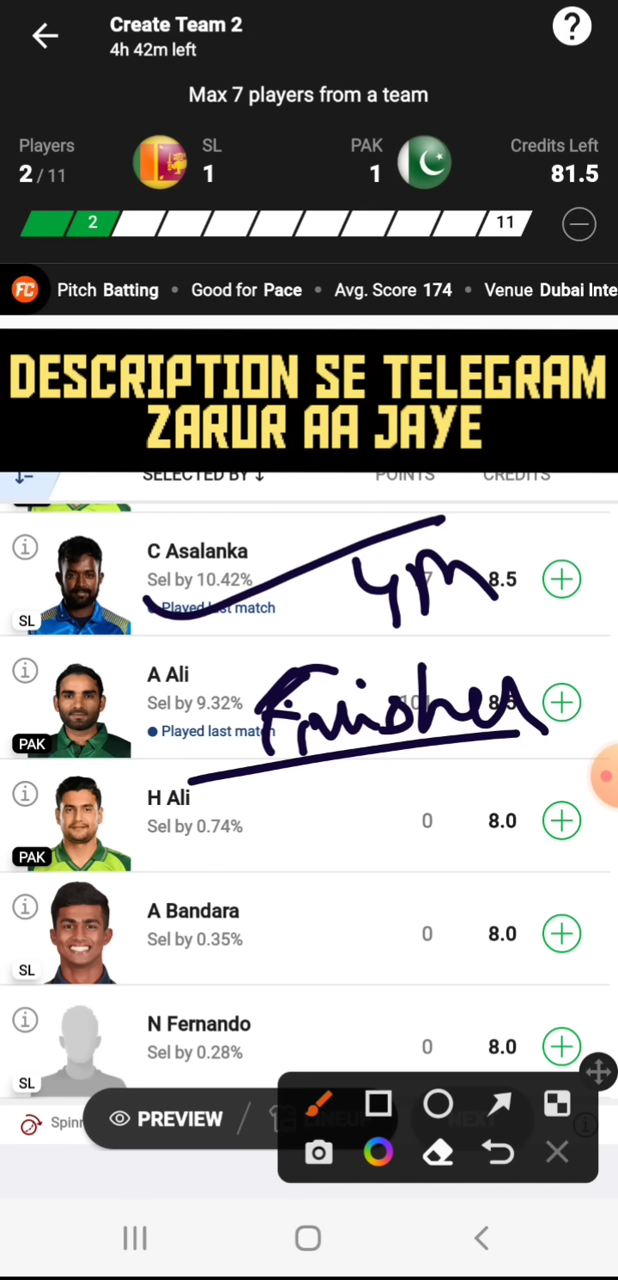 Create Team 2
4h 42m left
?
Max 7 players from a team
Players
2 / 11
SL
1
PAK
1
Credits Left
81.5
2
11
FC Pitch Batting • Good for Pace • Avg. Score 174 • Venue Dubai Inte
DESCRIPTION SE TELEGRAM
ZARUR AA JAYE
SELECTED BY ↓ POINTS CREDITS
C Asalanka
Sel by 10.42%
Played last match
SL
8.5
A Ali
Sel by 9.32%
Played last match
PAK
Finisher
H Ali
Sel by 0.74%
PAK
0
8.0
A Bandara
Sel by 0.35%
SL
0
8.0
N Fernando
Sel by 0.28%
SL
0
8.0
PREVIEW